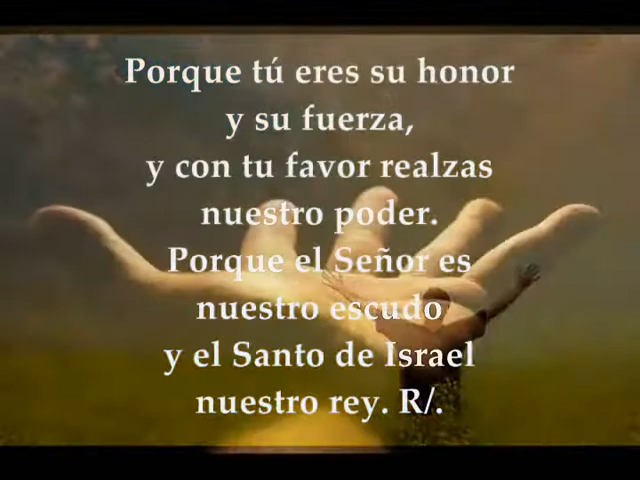 Porque tú eres su honor
y su fuerza,
y con tu favor realzas
nuestro poder.
Porque el Señor es
nuestro escudo
y el Santo de Israel
nuestro rey. R/.